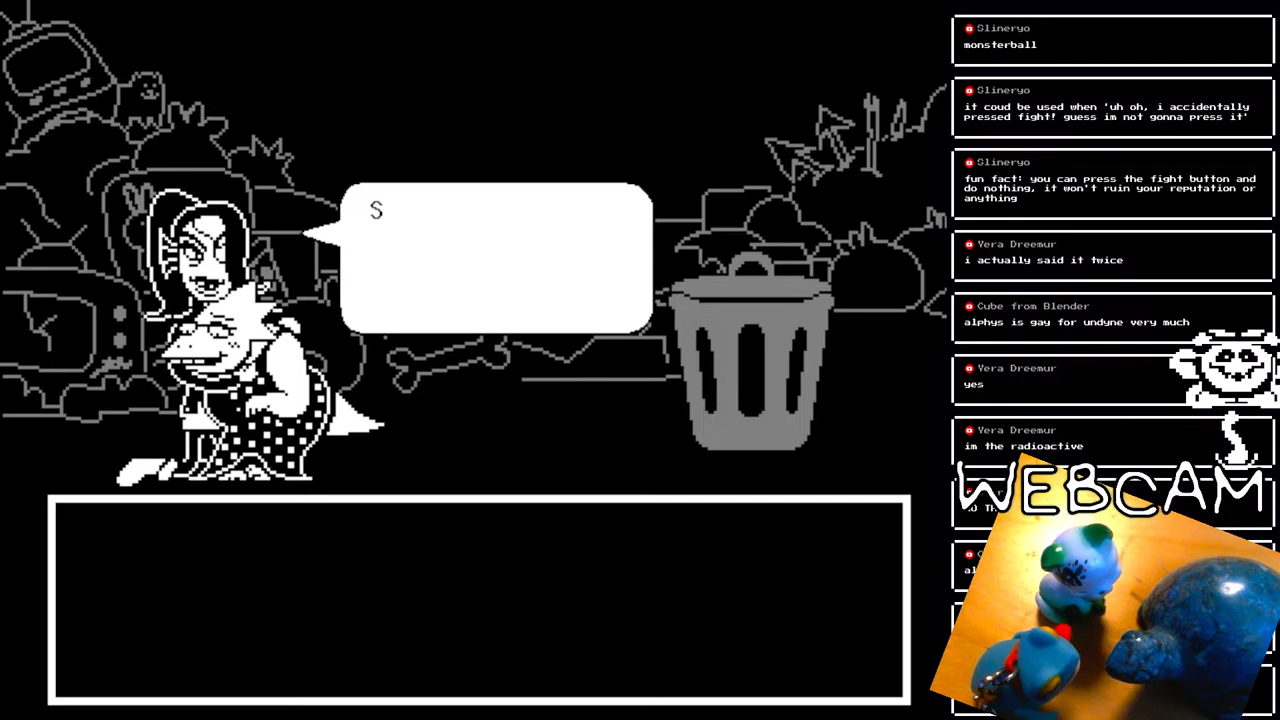 S
Slineryo
monsterball
Slineryo
it coud be used when 'uh oh, i accidentally
pressed fight! guess im not gonna press it'
Slineryo
fun fact: you can press the fight button and
do nothing, it won't ruin your reputation or
anything
Yera Dreemur
i actually said it twice
Cube from Blender
alphys is gay for undyne very much
Yera Dreemur
yes
Yera Dreemur
im the radioactive
WEBCAM